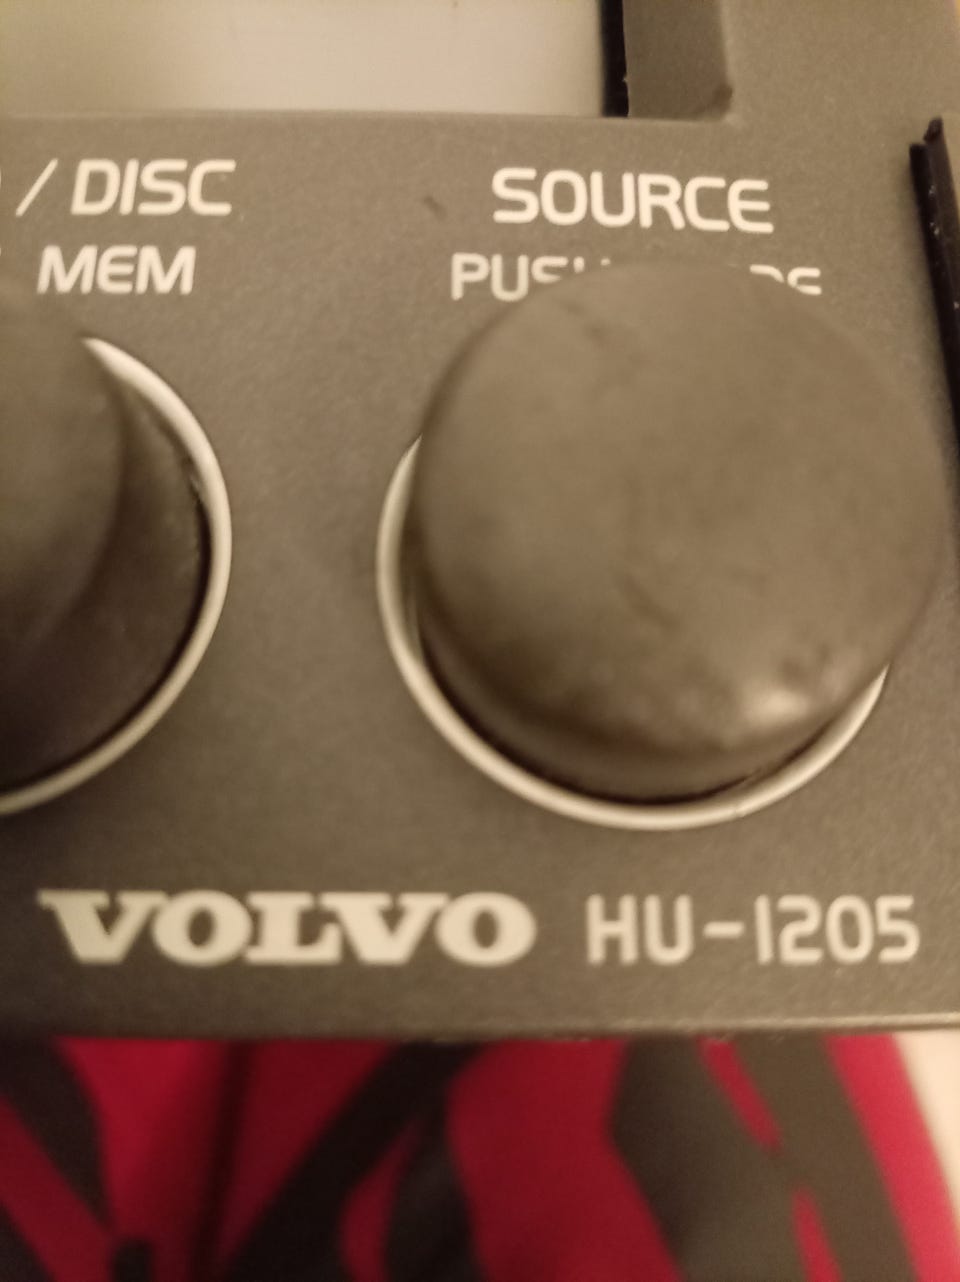 / DISC
MEM
SOURCE
VOLVO HU-1205